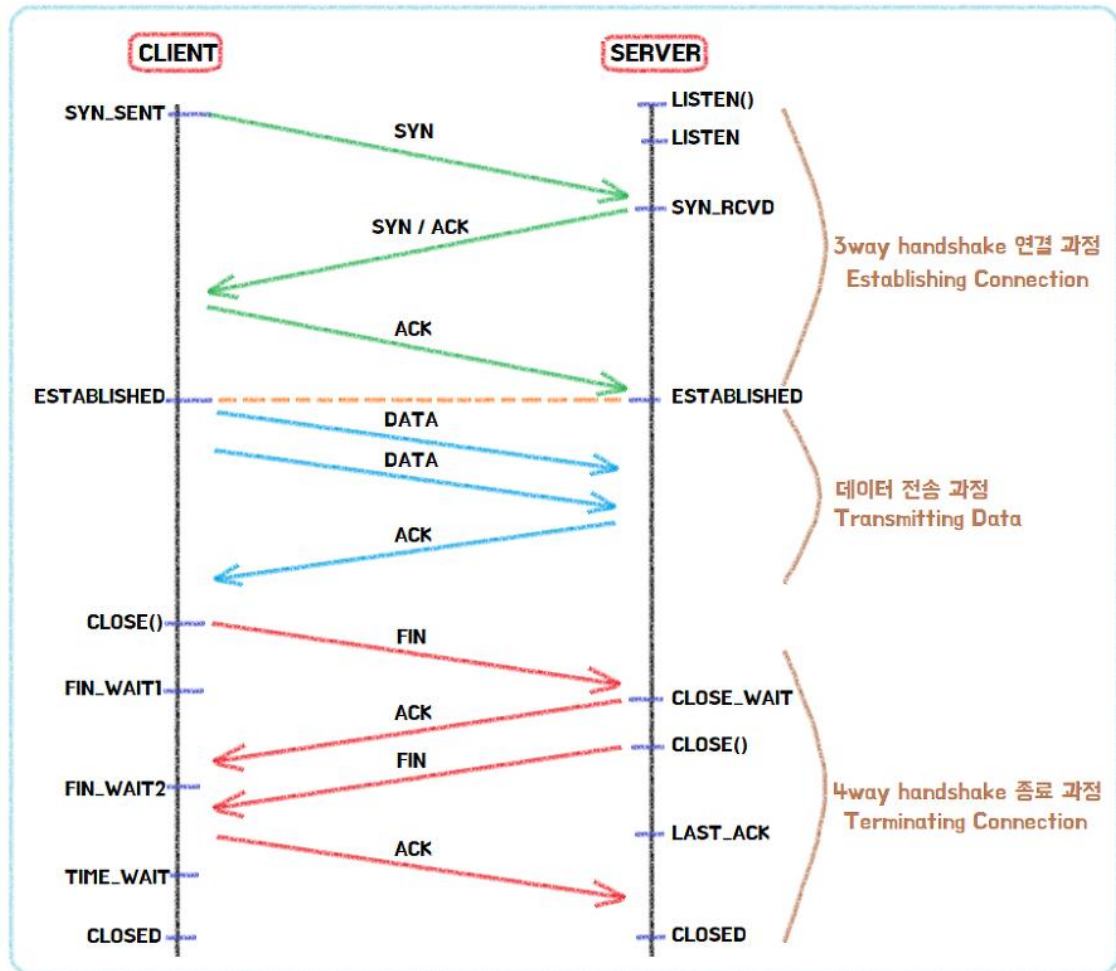 CLIENT
SERVER
SYN_SENT
LISTEN()
SYN
LISTEN
SYN_RCVD
SYN / ACK
3way handshake 연결 과정
Establishing Connection
ACK
ESTABLISHED
ESTABLISHED
DATA
DATA
데이터 전송 과정
Transmitting Data
ACK
CLOSE()
FIN
FIN_WAIT1
CLOSE_WAIT
ACK
CLOSE()
FIN
FIN_WAIT2
4way handshake 종료 과정
Terminating Connection
LAST_ACK
ACK
TIME_WAIT
CLOSED
CLOSED